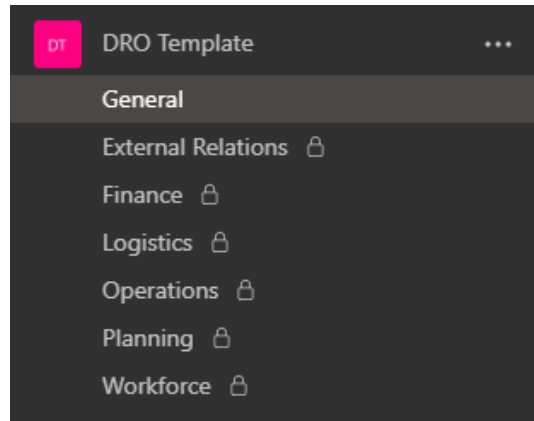 DT DRO Template ...
General
External Relations
Finance
Logistics
Operations
Planning
Workforce